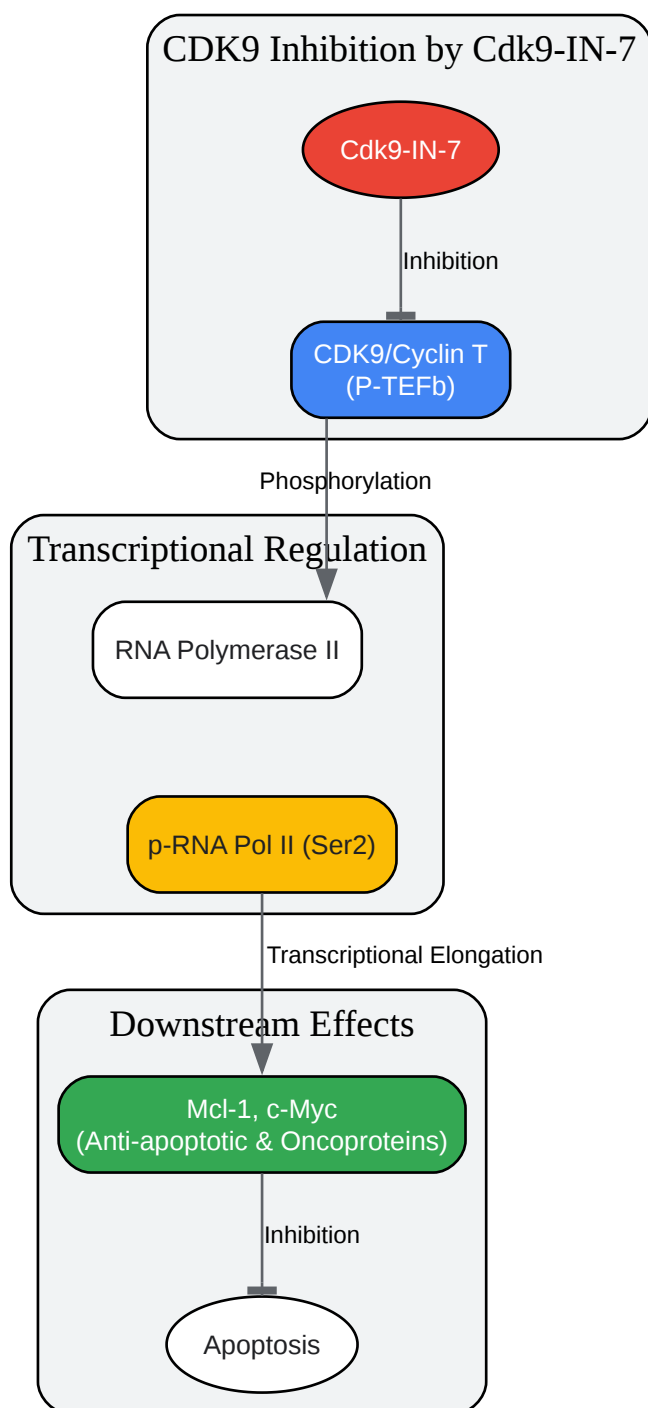 CDK9 Inhibition by Cdk9-IN-7
Cdk9-IN-7
Inhibition
CDK9/Cyclin T
(P-TEFb)
Phosphorylation
Transcriptional Regulation
RNA Polymerase II
p-RNA Pol II (Ser2)
Transcriptional Elongation
Downstream Effects
Mcl-1, c-Myc
(Anti-apoptotic & Oncoproteins)
Inhibition
Apoptosis